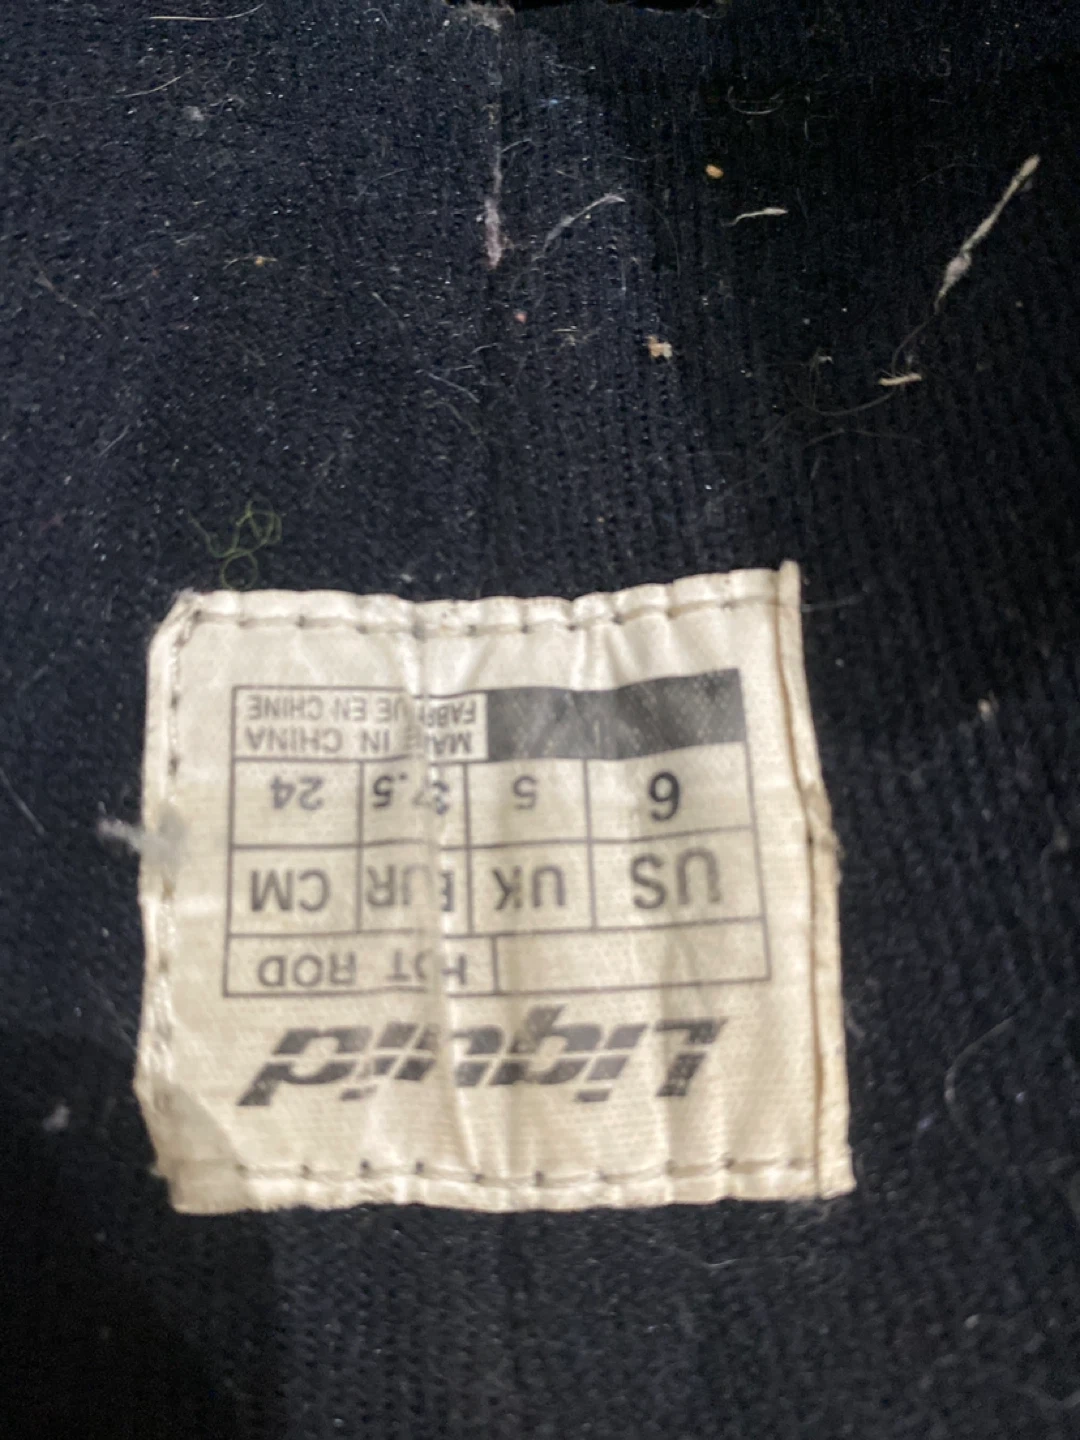 Liquid
HOT ROD
US UK EUR CM
6 5 37.5 24
MADE IN CHINA
FABRIQUE EN CHINE